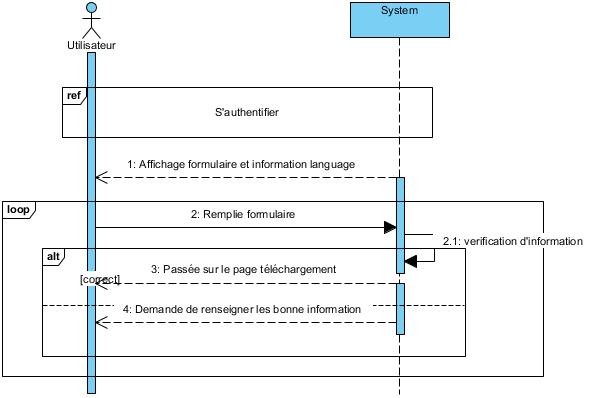 System
Utilisateur
ref
S'authentifier
1: Affichage formulaire et information language
loop
2: Remplie formulaire
2.1: verification d'information
alt
3: Passée sur le page téléchargement
[correct]
4: Demande de renseigner les bonne information